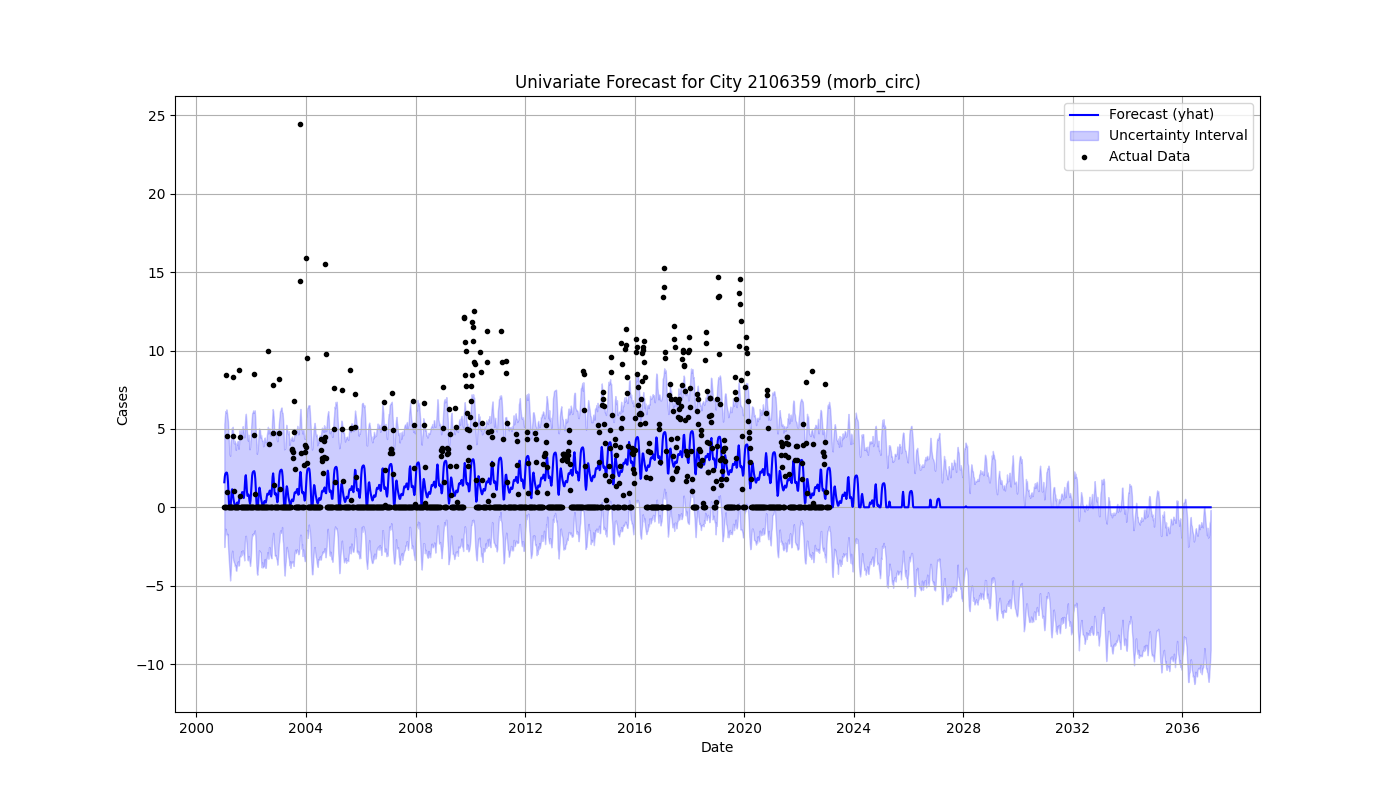 Univariate Forecast for City 2106359 (morb_circ)
Forecast (yhat)
Uncertainty Interval
Actual Data
Cases
25
20
15
10
5
0
−5
−10
2000 2004 2008 2012 2016 2020 2024 2028 2032 2036
Date